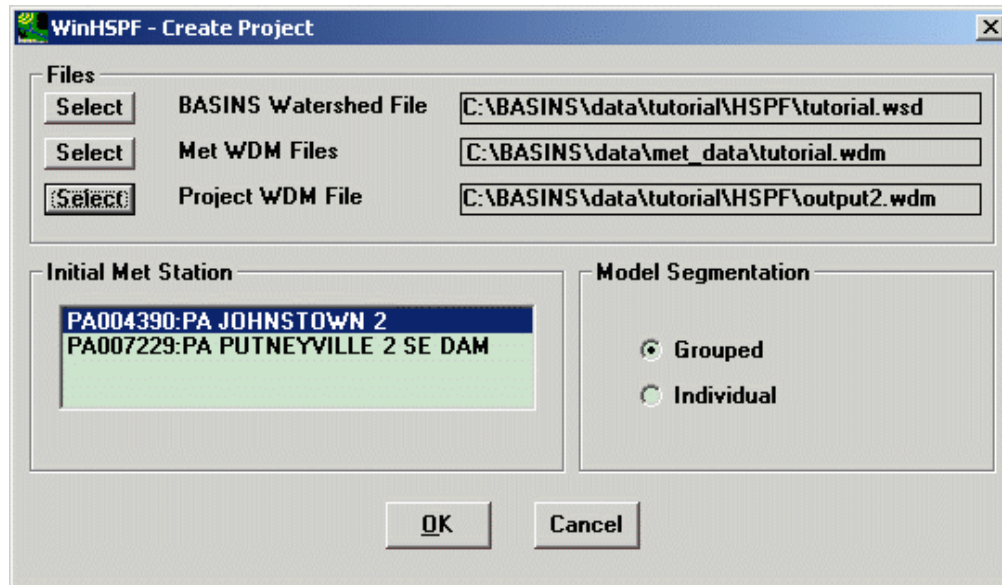 WinHSPF - Create Project
Files
Select BASINS Watershed File C:\BASINS\data\tutorial\HSPF\tutorial.wsd
Select Met WDM Files C:\BASINS\data\met_data\tutorial.wdm
Select Project WDM File C:\BASINS\data\tutorial\HSPF\output2.wdm
Initial Met Station
PA004390:PA JOHNSTOWN 2
PA007229:PA PUTNEYVILLE 2 SE DAM
Model Segmentation
Grouped
Individual
OK Cancel